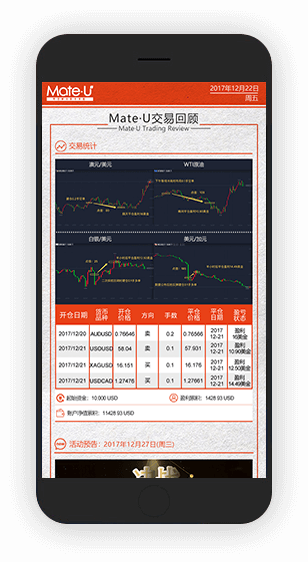 Mate·U
2017年12月22日
周五
Mate·U交易回顾
Mate·U Trading Review
交易统计
澳元/美元
WTI原油
白银/美元
美元/加元
开仓日期 货币品种 开仓价格 方向 手数 平仓价格 平仓日期 盈亏状态
2017/12/20 AUDUSD 0.76646 卖 0.2 0.76566 2017 12-21 盈利 16美金
2017/12/21 USOUSD 58.04 卖 0.1 57.931 2017 12-21 盈利 10.90美金
2017/12/21 XAGUSD 16.151 买 0.1 16.176 2017 12-21 盈利 12.50美金
2017/12/21 USDCAD 1.27476 买 0.1 1.27661 2017 12-21 盈利 14.49美金
起始资金: 10.000 USD
盈利累积: 1428.93 USD
账户净值累积: 11428.93 USD
活动预告：2017年12月27日(周三)